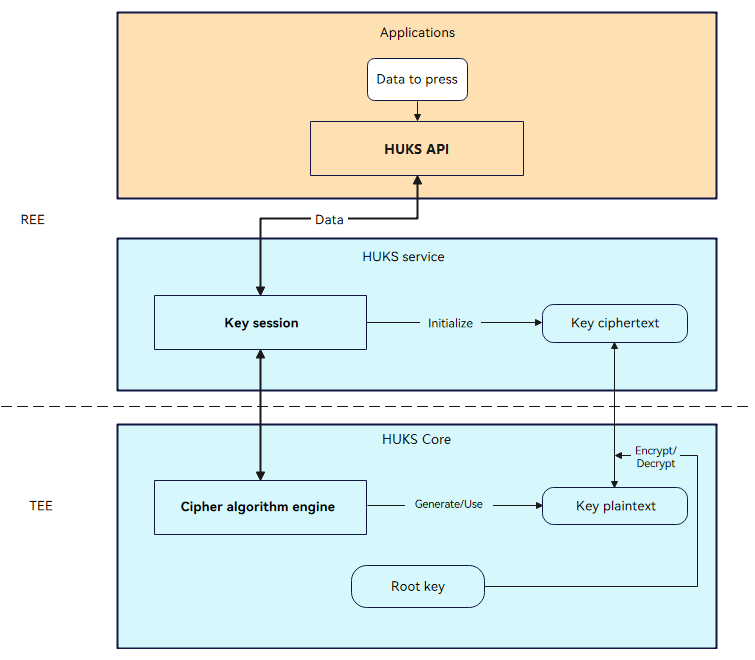 Applications
Data to press
HUKS API
REE
Data
HUKS service
Key session
Initialize
Key ciphertext
HUKS Core
Encrypt/
Decrypt
TEE
Cipher algorithm engine
Generate/Use
Key plaintext
Root key